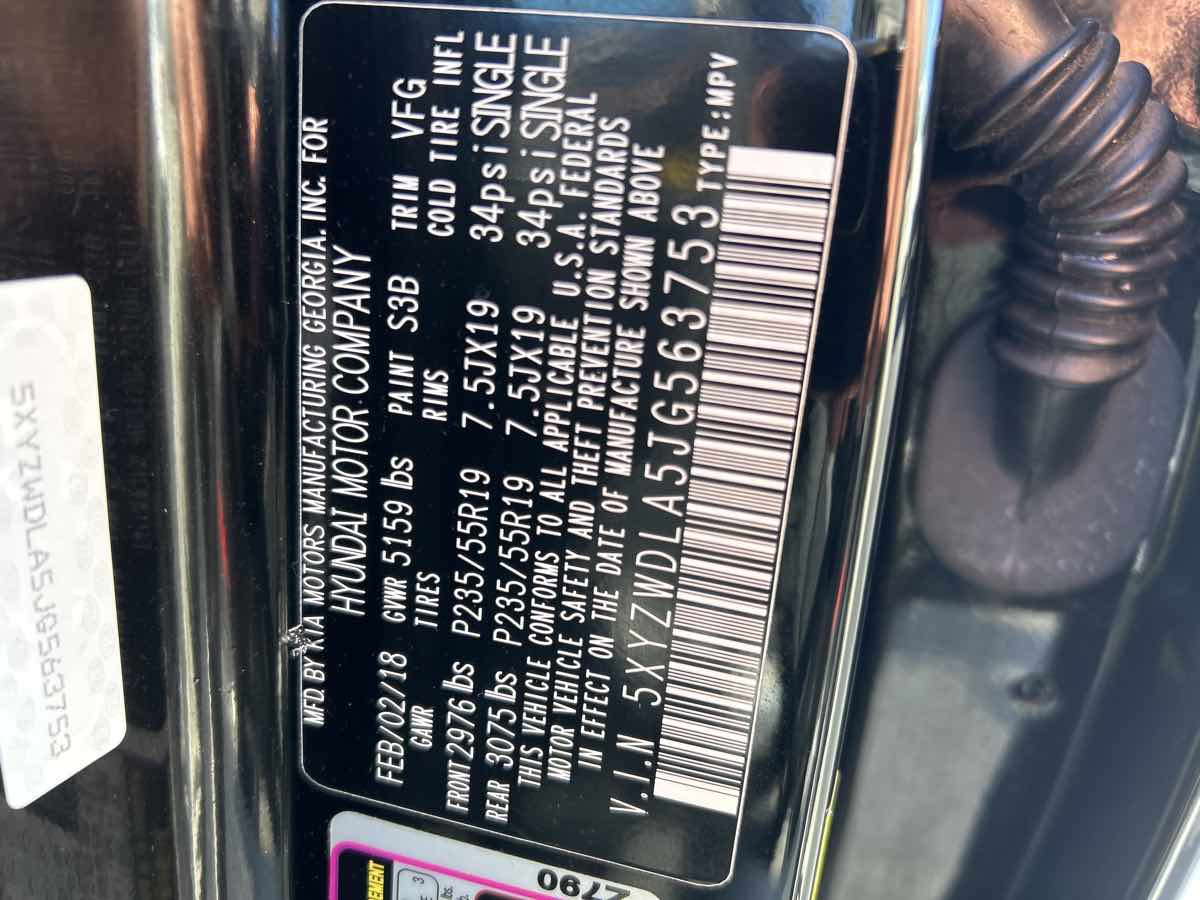 MFD. BY KIA MOTORS MANUFACTURING GEORGIA. INC. FOR
HYUNDAI MOTOR COMPANY
FEB/02/18 GVWR 5159 lbs PAINT S3B TRIM VFG
GAWR TIRES RIMS COLD TIRE INFL
FRONT 2976 lbs P235/55R19 7.5JX19 34psi SINGLE
REAR 3075 lbs P235/55R19 7.5JX19 34psi SINGLE
THIS VEHICLE CONFORMS TO ALL APPLICABLE U.S.A. FEDERAL
MOTOR VEHICLE SAFETY AND THEFT PREVENTION STANDARDS
IN EFFECT ON THE DATE OF MANUFACTURE SHOWN ABOVE
V.I.N 5XYZWDLA5JG563753 TYPE:MPV
5XYZWDLA5JG563753
Z790
3